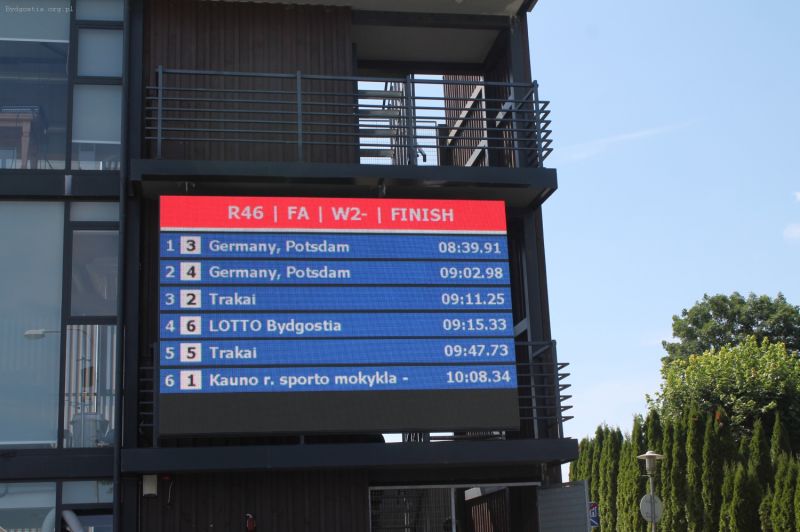 Bydgostia.org.pl
R46 | FA | W2- | FINISH
1 3 Germany, Potsdam 08:39.91
2 4 Germany, Potsdam 09:02.98
3 2 Trakai 09:11.25
4 6 LOTTO Bydgostia 09:15.33
5 5 Trakai 09:47.73
6 1 Kauno r. sporto mokykla - 10:08.34